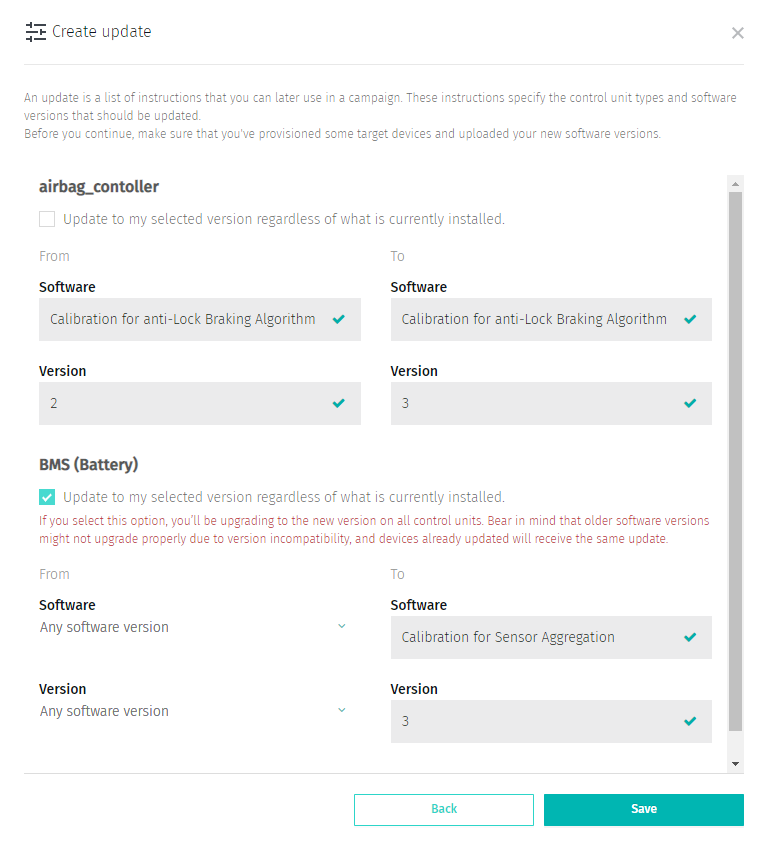 Create update
An update is a list of instructions that you can later use in a campaign. These instructions specify the control unit types and software
versions that should be updated.
Before you continue, make sure that you've provisioned some target devices and uploaded your new software versions.
airbag_contoller
Update to my selected version regardless of what is currently installed.
From To
Software Software
Calibration for anti-Lock Braking Algorithm Calibration for anti-Lock Braking Algorithm
Version Version
2 3
BMS (Battery)
Update to my selected version regardless of what is currently installed.
If you select this option, you'll be upgrading to the new version on all control units. Bear in mind that older software versions
might not upgrade properly due to version incompatibility, and devices already updated will receive the same update.
From To
Software Software
Any software version Calibration for Sensor Aggregation
Version Version
Any software version 3
Back Save